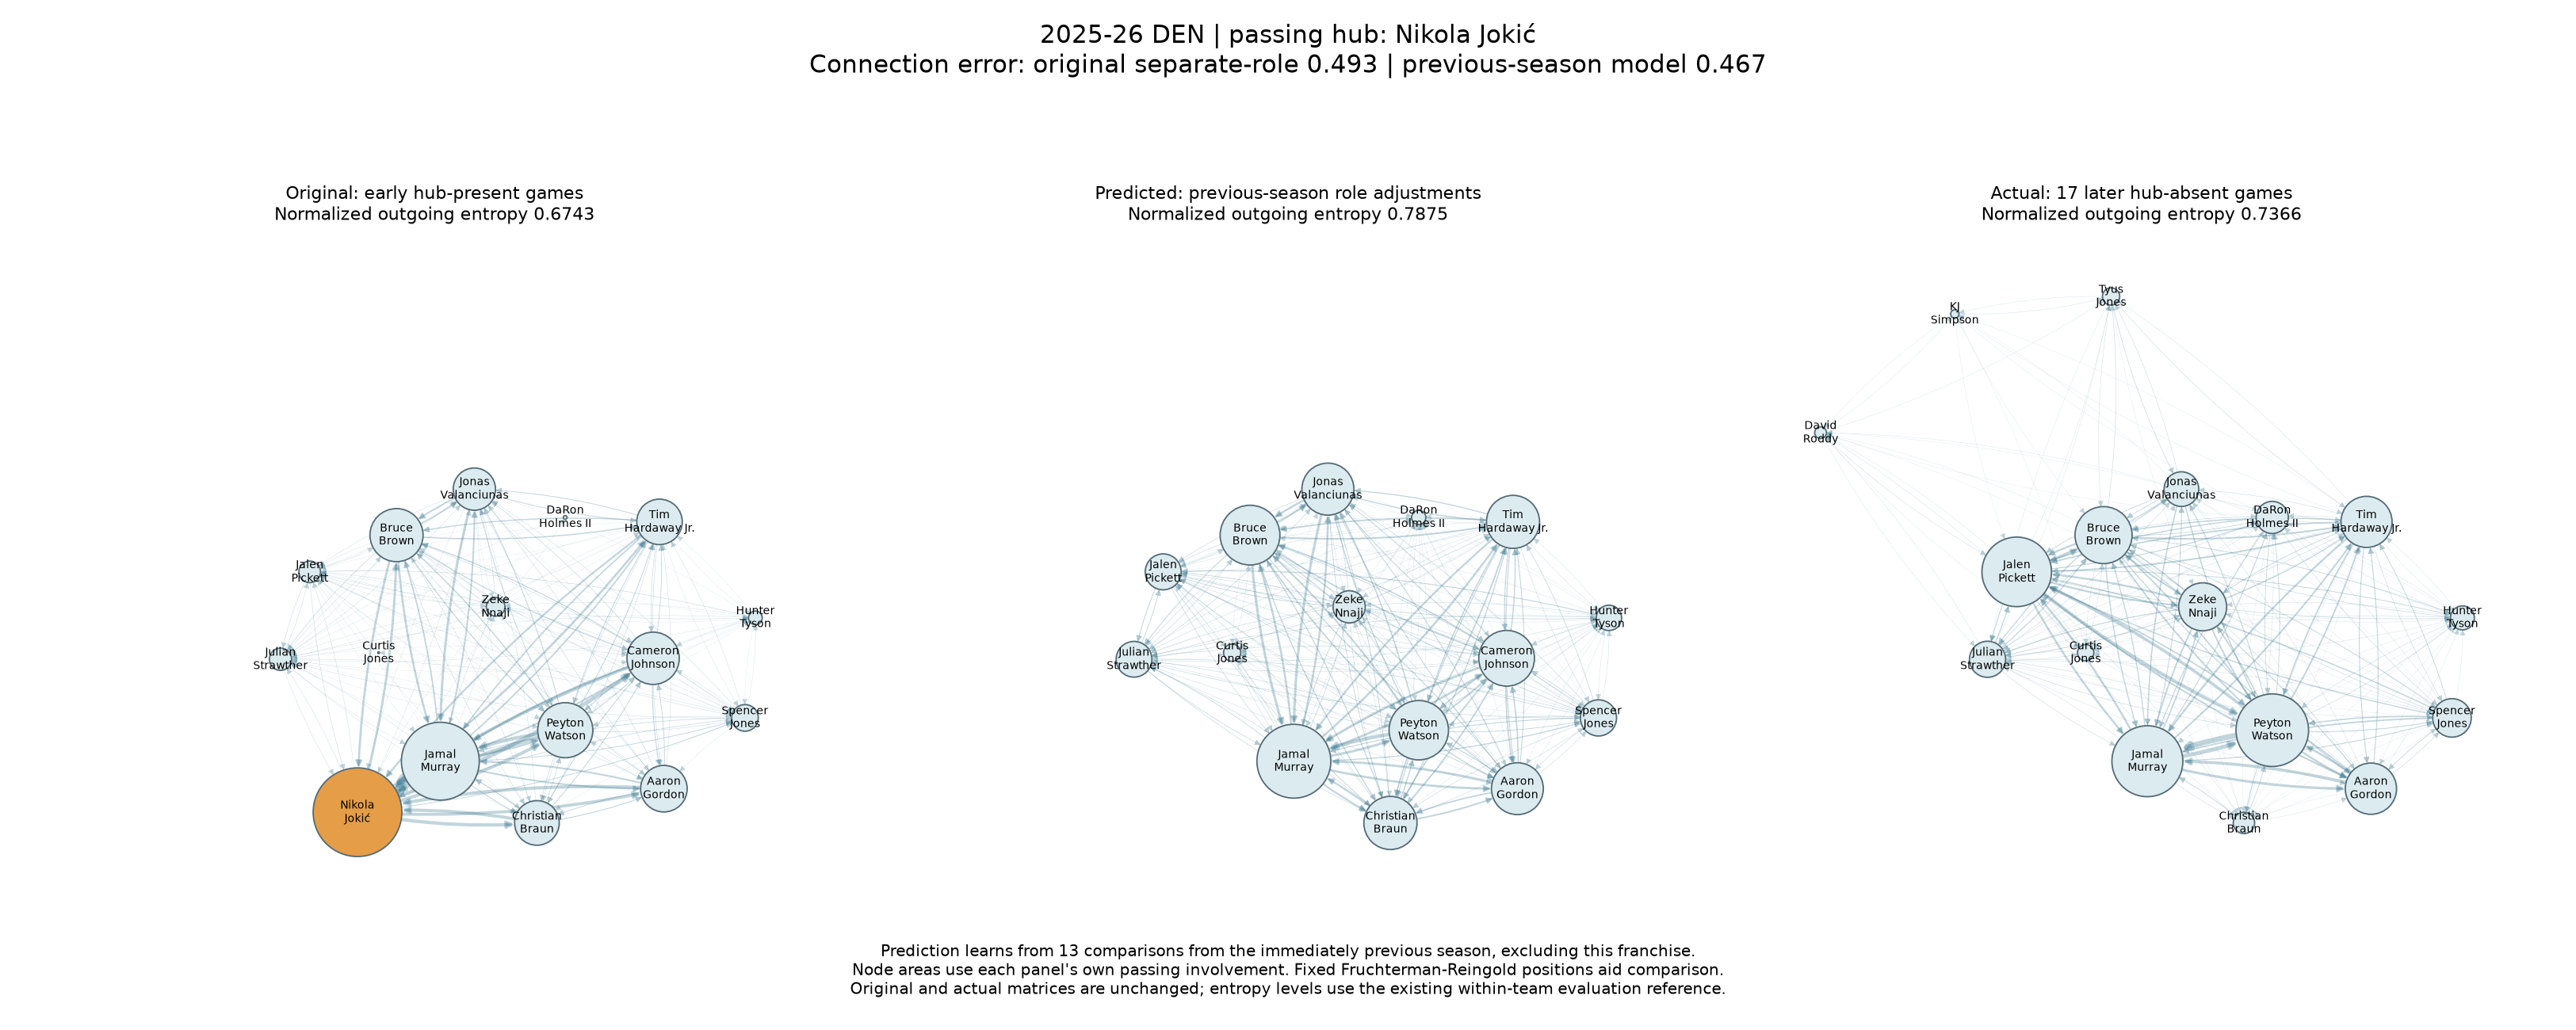 2025-26 DEN | passing hub: Nikola Jokić
Connection error: original separate-role 0.493 | previous-season model 0.467
Original: early hub-present games
Normalized outgoing entropy 0.6743
Jonas
Valanciunas
DaRon
Holmes II
Tim
Hardaway Jr.
Bruce
Brown
Jalen
Pickett
Zeke
Nnaji
Hunter
Tyson
Julian
Strawther
Curtis
Jones
Cameron
Johnson
Spencer
Jones
Peyton
Watson
Jamal
Murray
Aaron
Gordon
Nikola
Jokić
Christian
Braun
Predicted: previous-season role adjustments
Normalized outgoing entropy 0.7875
Jonas
Valanciunas
DaRon
Holmes II
Tim
Hardaway Jr.
Bruce
Brown
Jalen
Pickett
Zeke
Nnaji
Hunter
Tyson
Julian
Strawther
Curtis
Jones
Cameron
Johnson
Spencer
Jones
Peyton
Watson
Jamal
Murray
Aaron
Gordon
Christian
Braun
Actual: 17 later hub-absent games
Normalized outgoing entropy 0.7366
Tyus
Jones
KJ
Simpson
David
Roddy
Jonas
Valanciunas
DaRon
Holmes II
Tim
Hardaway Jr.
Bruce
Brown
Jalen
Pickett
Zeke
Nnaji
Hunter
Tyson
Julian
Strawther
Curtis
Jones
Spencer
Jones
Peyton
Watson
Jamal
Murray
Aaron
Gordon
Christian
Braun
Prediction learns from 13 comparisons from the immediately previous season, excluding this franchise.
Node areas use each panel's own passing involvement. Fixed Fruchterman-Reingold positions aid comparison.
Original and actual matrices are unchanged; entropy levels use the existing within-team evaluation reference.